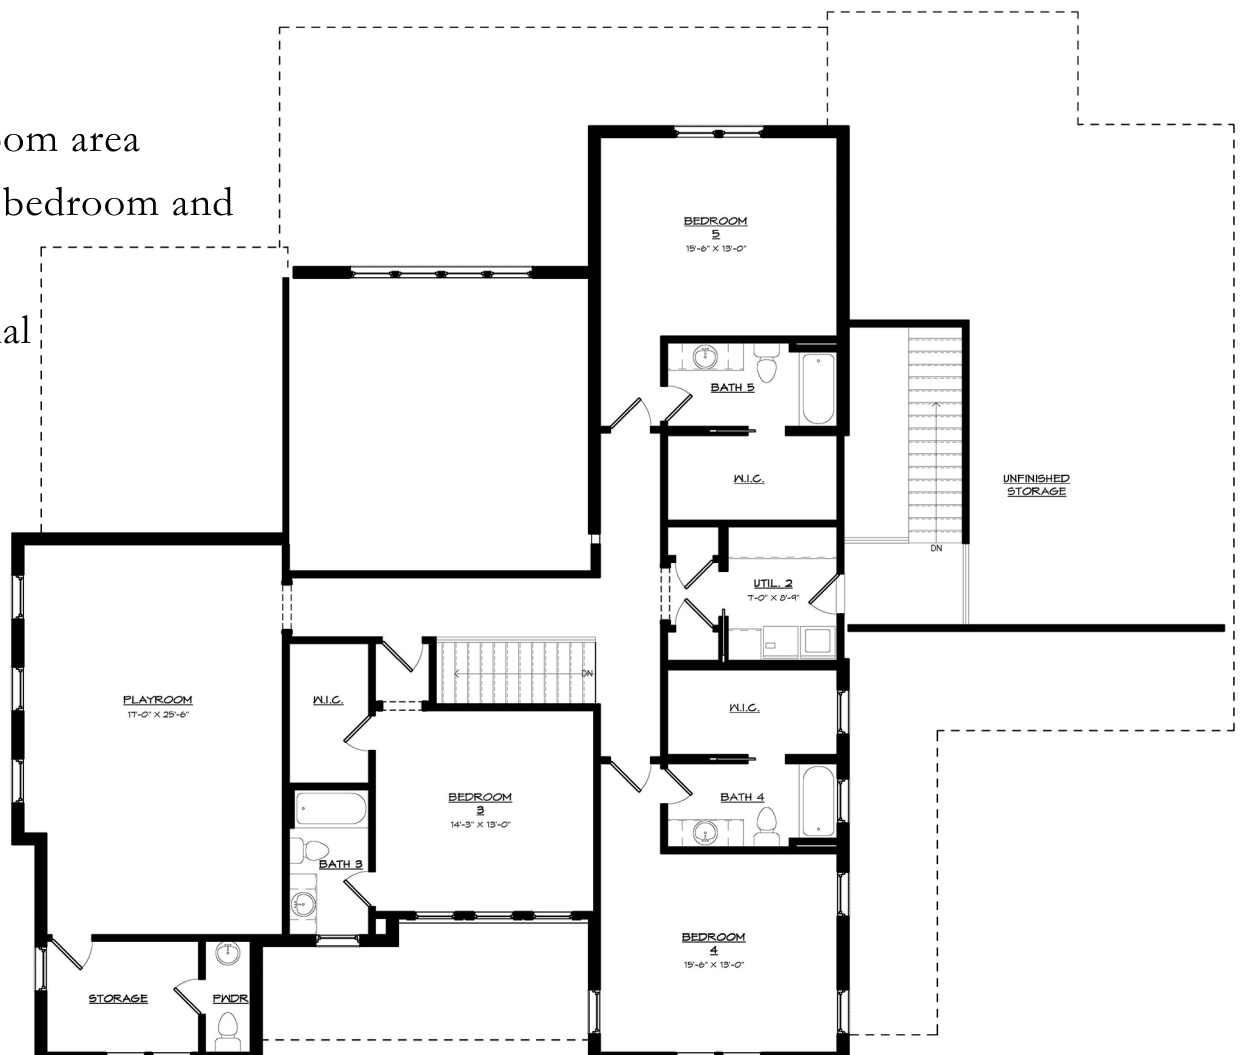 oom area
bedroom and
al
BEDROOM
5
15'-6" X 13'-0"
BATH 5
W.I.C.
UNFINISHED
STORAGE
DN
UTIL. 2
7'-0" X 8'-9"
W.I.C.
DN
PLAYROOM
17'-0" X 25'-6"
W.I.C.
BEDROOM
3
14'-3" X 13'-0"
BATH 4
BATH 3
BEDROOM
4
15'-6" X 13'-0"
STORAGE
PWDR